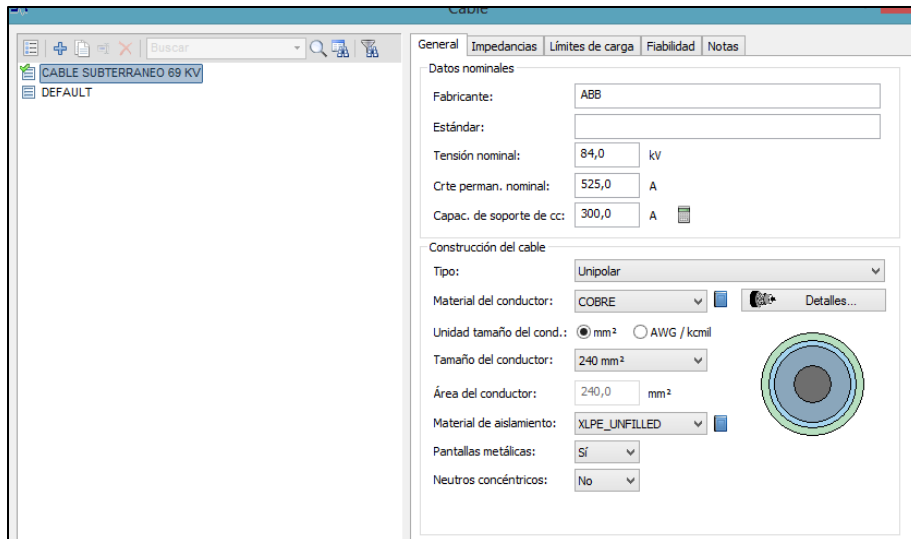 Cable
Buscar
CABLE SUBTERRANEO 69 KV
DEFAULT
General Impedancias Límites de carga Fiabilidad Notas
Datos nominales
Fabricante: ABB
Estándar:
Tensión nominal: 84,0 kV
Crte perman. nominal: 525,0 A
Capac. de soporte de cc: 300,0 A
Construcción del cable
Tipo: Unipolar
Material del conductor: COBRE Detalles...
Unidad tamaño del cond.: mm² AWG / kcmil
Tamaño del conductor: 240 mm²
Área del conductor: 240,0 mm²
Material de aislamiento: XLPE_UNFILLED
Pantallas metálicas: Sí
Neutros concéntricos: No